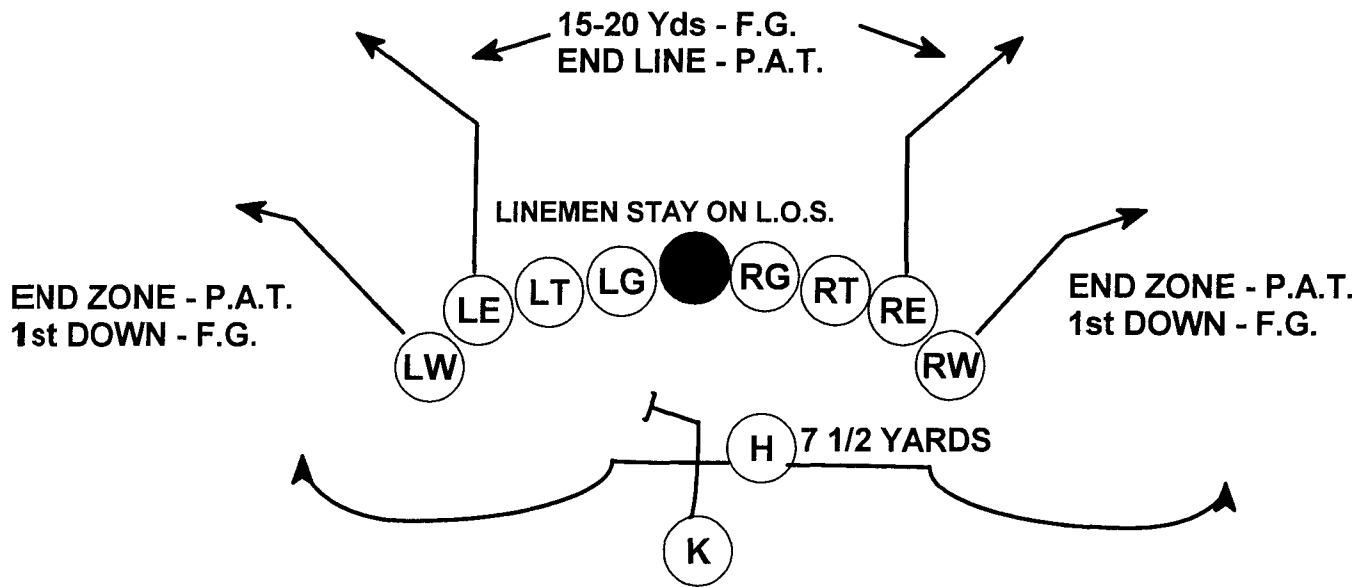 15-20 Yds - F.G.
END LINE - P.A.T.
LINEMEN STAY ON L.O.S.
END ZONE - P.A.T.
1st DOWN - F.G.
LW
LE
LT
LG
RG
RT
RE
RW
END ZONE - P.A.T.
1st DOWN - F.G.
H
7 1/2 YARDS
K